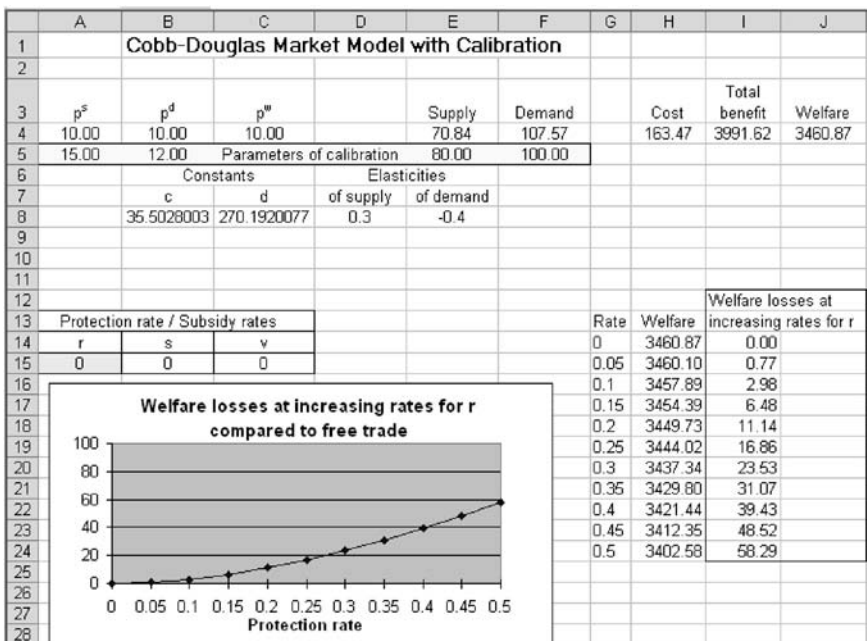 A B C D E F G H I J
1 Cobb-Douglas Market Model with Calibration
2
Total
3 pˢ pᵈ pʷ Supply Demand Cost benefit Welfare
4 10.00 10.00 10.00 70.84 107.57 163.47 3991.62 3460.87
5 15.00 12.00 Parameters of calibration 80.00 100.00
6 Constants Elasticities
7 c d of supply of demand
8 35.5028003 270.1920077 0.3 -0.4
9
10
11
12 Welfare losses at
13 Protection rate / Subsidy rates Rate Welfare increasing rates for r
14 r s v 0 3460.87 0.00
15 0 0 0 0.05 3460.10 0.77
16 0.1 3457.89 2.98
17 0.15 3454.39 6.48
18 0.2 3449.73 11.14
19 0.25 3444.02 16.86
20 0.3 3437.34 23.53
21 0.35 3429.80 31.07
22 0.4 3421.44 39.43
23 0.45 3412.35 48.52
24 0.5 3402.58 58.29
25
26
27
28
Welfare losses at increasing rates for r
compared to free trade
100
80
60
40
20
0
0 0.05 0.1 0.15 0.2 0.25 0.3 0.35 0.4 0.45 0.5
Protection rate